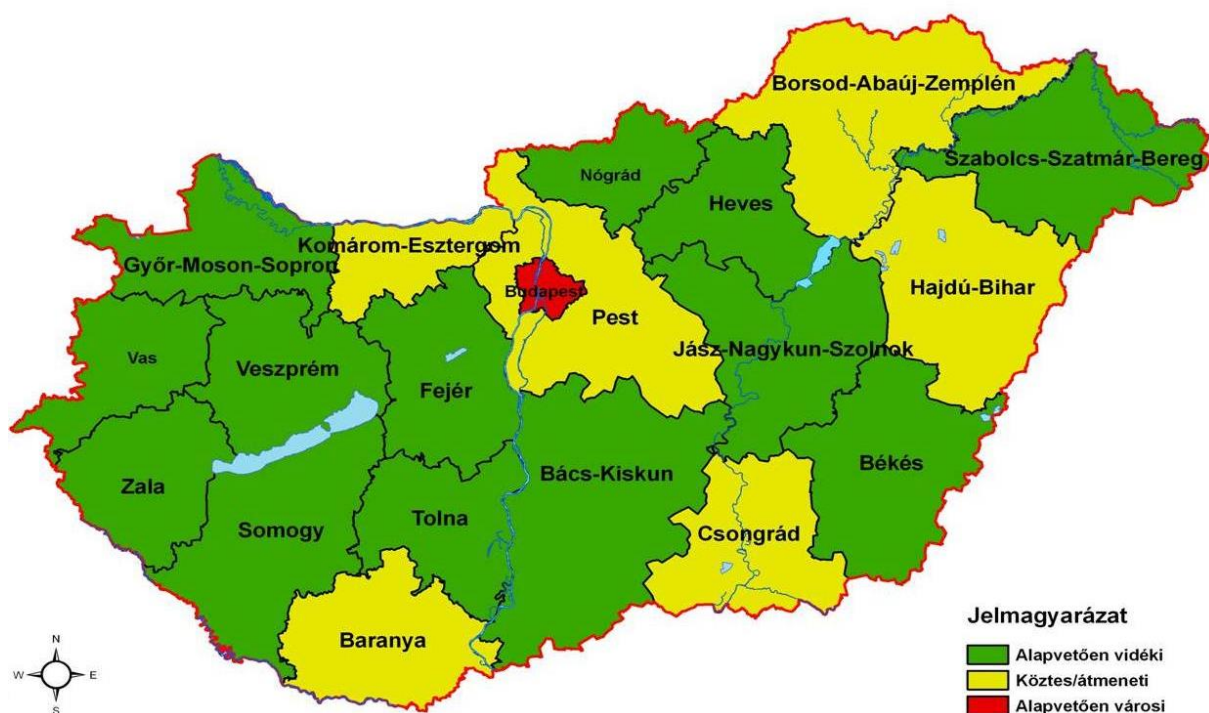 Borsod-Abaúj-Zemplén
Szabolcs-Szatmár-Bereg
Nógrád
Heves
Komárom-Esztergom
Győr-Moson-Sopron
Budapest
Pest
Hajdú-Bihar
Jász-Nagykun-Szolnok
Vas
Veszprém
Fejér
Zala
Somogy
Tolna
Bács-Kiskun
Békés
Csongrád
Baranya
N
W
E
S
Jelmagyarázat
Alapvetően vidéki
Köztes/átmeneti
Alapvetően városi